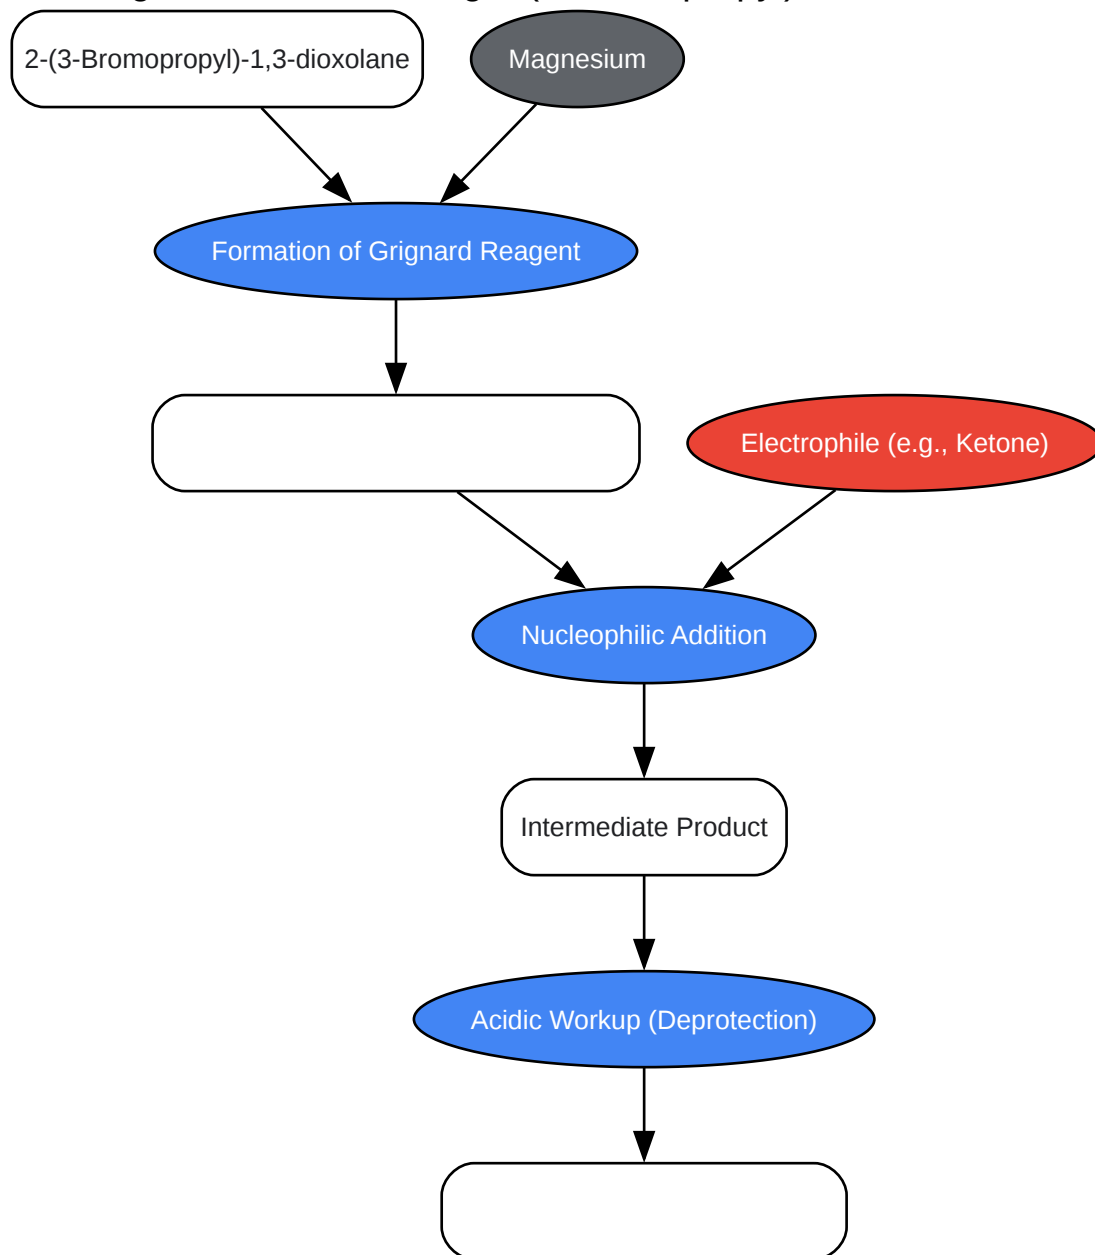 2-(3-Bromopropyl)-1,3-dioxolane
Magnesium
Formation of Grignard Reagent
Electrophile (e.g., Ketone)
Nucleophilic Addition
Intermediate Product
Acidic Workup (Deprotection)